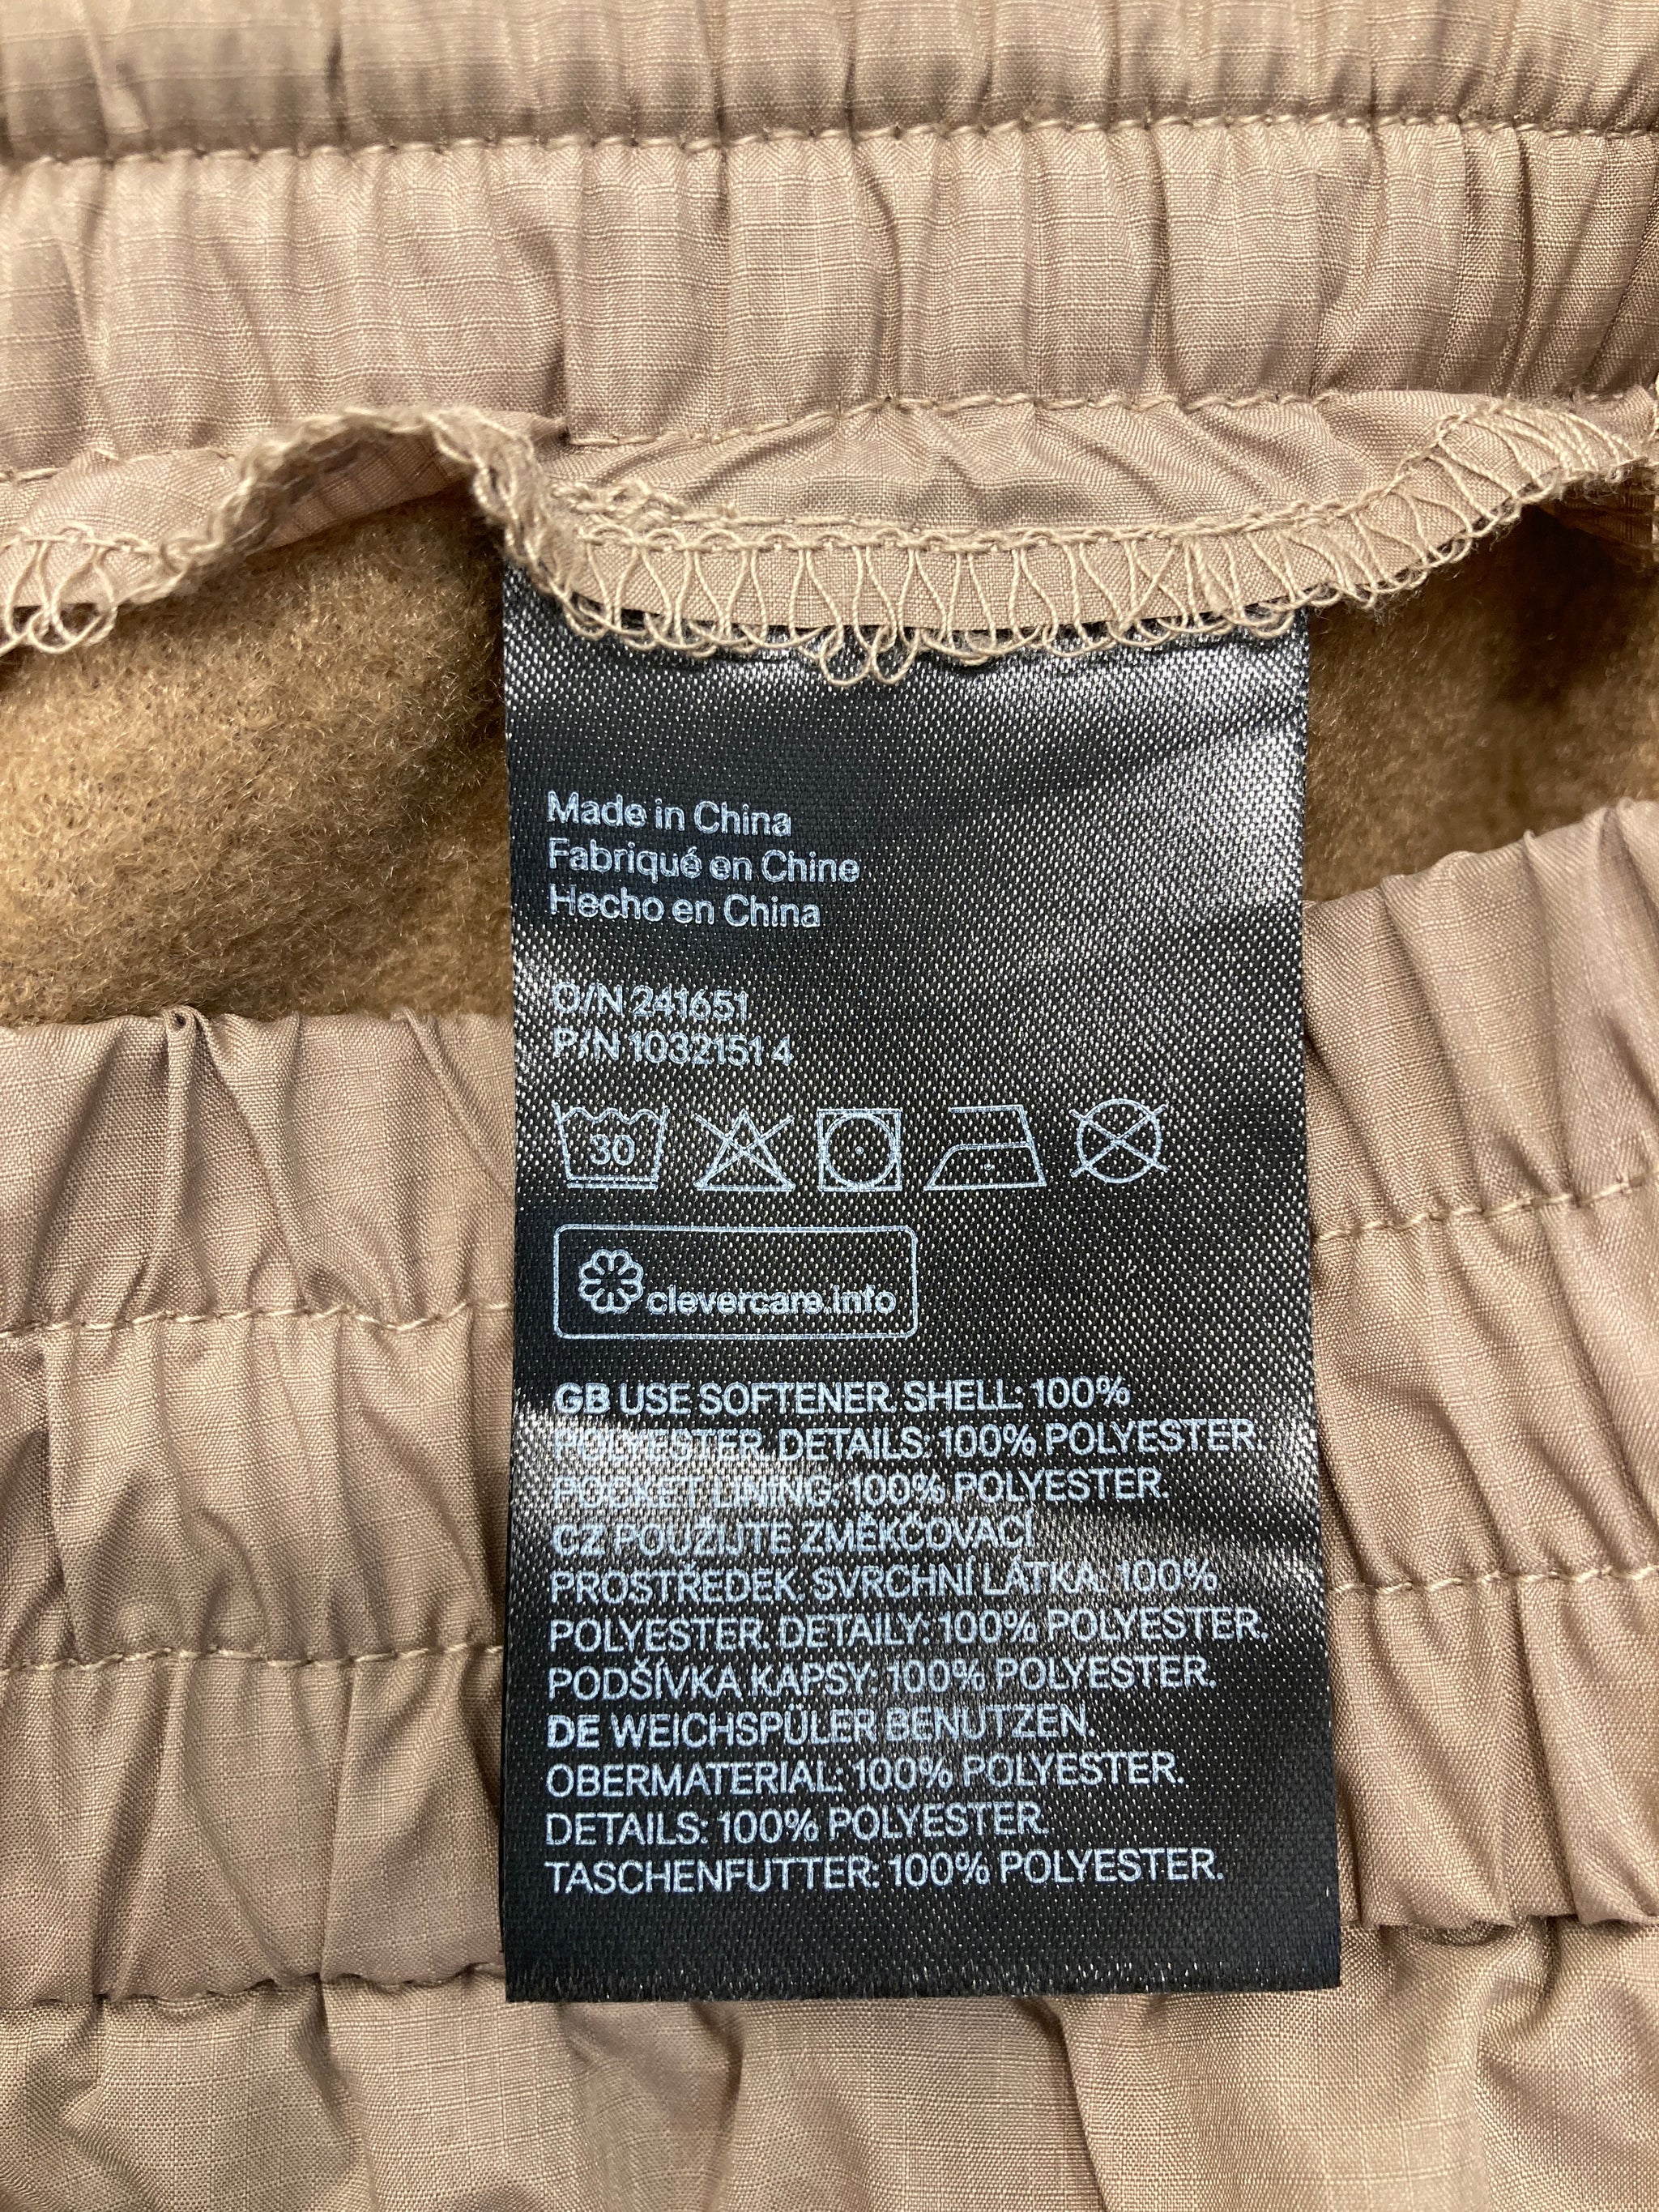 Made in China
Fabriqué en Chine
Hecho en China
O/N 241651
P/N 1032151 4
30
clevercare.info
GB USE SOFTENER. SHELL: 100%
POLYESTER. DETAILS: 100% POLYESTER.
POCKET LINING: 100% POLYESTER.
CZ POUŽIJTE ZMĚKČOVACÍ
PROSTŘEDEK. SVRCHNÍ LÁTKA: 100%
POLYESTER. DETAILY: 100% POLYESTER.
PODŠÍVKA KAPSY: 100% POLYESTER.
DE WEICHSPÜLER BENUTZEN.
OBERMATERIAL: 100% POLYESTER.
DETAILS: 100% POLYESTER.
TASCHENFUTTER: 100% POLYESTER.